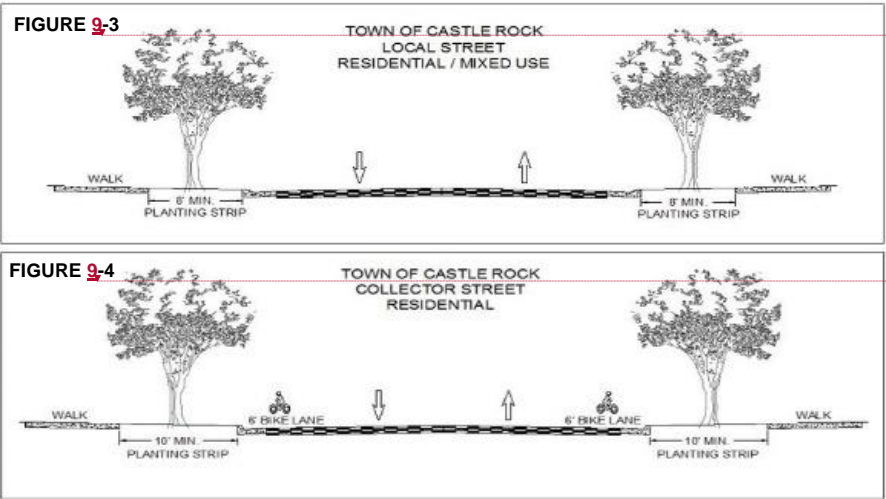 FIGURE 9-3
TOWN OF CASTLE ROCK
LOCAL STREET
RESIDENTIAL / MIXED USE
WALK
WALK
8' MIN.
PLANTING STRIP
8' MIN.
PLANTING STRIP
FIGURE 9-4
TOWN OF CASTLE ROCK
COLLECTOR STREET
RESIDENTIAL
WALK
6' BIKE LANE
6' BIKE LANE
WALK
10' MIN.
PLANTING STRIP
10' MIN.
PLANTING STRIP